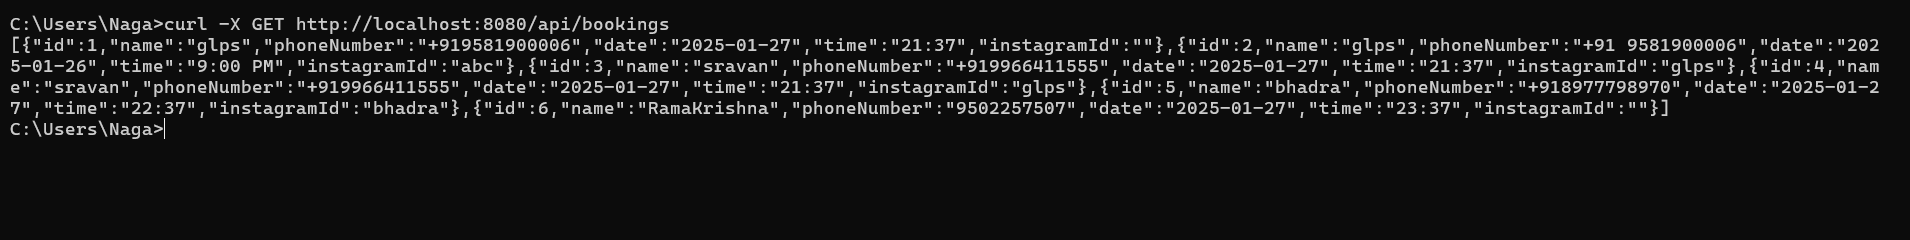 C:\Users\Naga>curl -X GET http://localhost:8080/api/bookings
[{"id":1,"name":"glps","phoneNumber":"+919581900006","date":"2025-01-27","time":"21:37","instagramId":""},{"id":2,"name":"glps","phoneNumber":"+91 9581900006","date":"202
5-01-26","time":"9:00 PM","instagramId":"abc"},{"id":3,"name":"sravan","phoneNumber":"+919966411555","date":"2025-01-27","time":"21:37","instagramId":"glps"},{"id":4,"nam
e":"sravan","phoneNumber":"+919966411555","date":"2025-01-27","time":"21:37","instagramId":"glps"},{"id":5,"name":"bhadra","phoneNumber":"+918977798970","date":"2025-01-2
7","time":"22:37","instagramId":"bhadra"},{"id":6,"name":"RamaKrishna","phoneNumber":"9502257507","date":"2025-01-27","time":"23:37","instagramId":""}]
C:\Users\Naga>